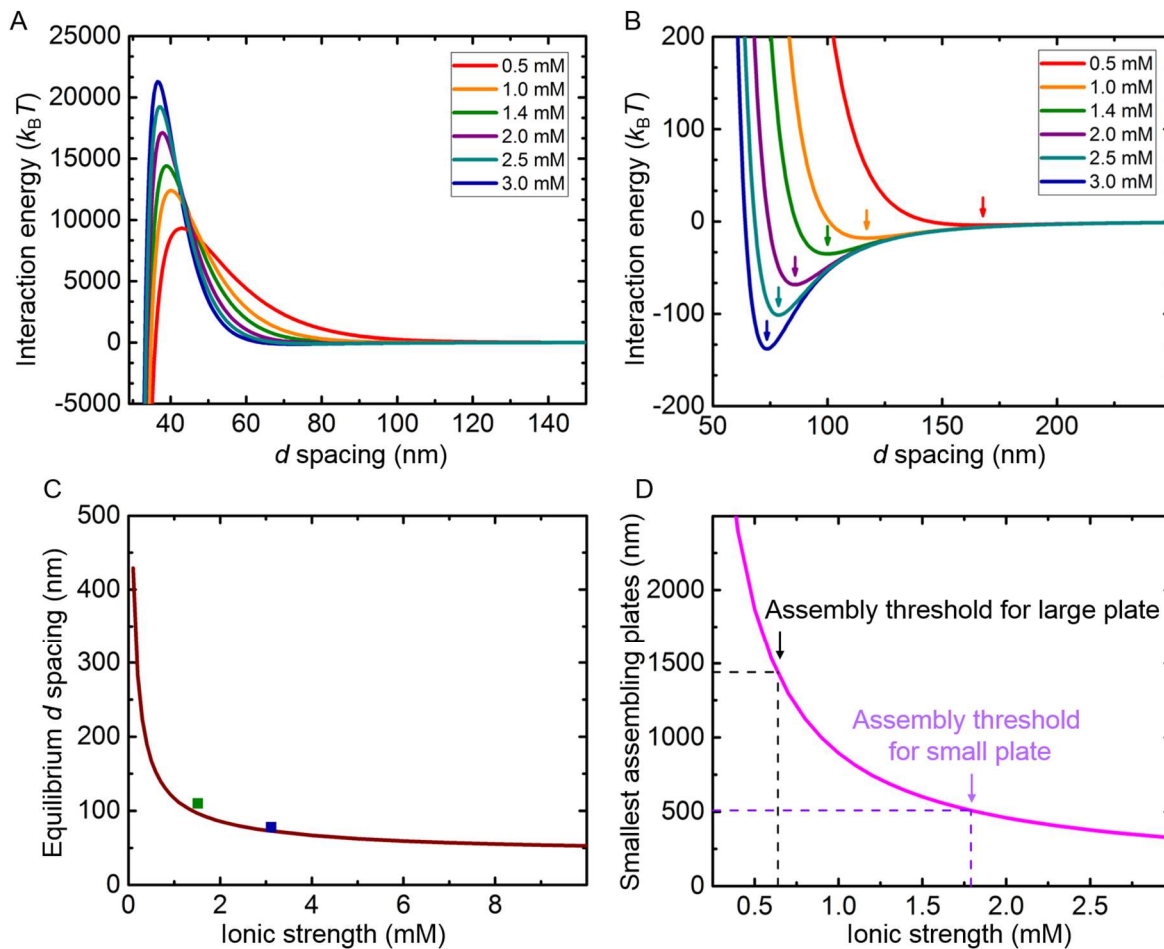 A
Interaction energy (k_BT)
25000
20000
15000
10000
5000
0
-5000
0.5 mM
1.0 mM
1.4 mM
2.0 mM
2.5 mM
3.0 mM
40 60 80 100 120 140
d spacing (nm)
B
Interaction energy (k_BT)
200
100
0
-100
-200
0.5 mM
1.0 mM
1.4 mM
2.0 mM
2.5 mM
3.0 mM
50 100 150 200
d spacing (nm)
C
Equilibrium d spacing (nm)
500
400
300
200
100
0
0 2 4 6 8
Ionic strength (mM)
D
Smallest assembling plates (nm)
2000
1500
1000
500
0
Assembly threshold for large plate
Assembly threshold
for small plate
0.5 1.0 1.5 2.0 2.5
Ionic strength (mM)